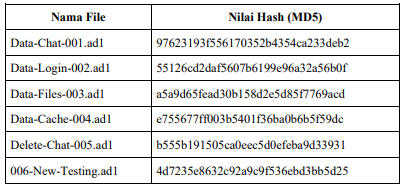 Nama File Nilai Hash (MD5)
Data-Chat-001.ad1 97623193f556170352b4354ca233deb2
Data-Login-002.ad1 55126cd2daf5607b6199e96a32a56b0f
Data-Files-003.ad1 a5a9d65fead30b158d2e5d85f7769acd
Data-Cache-004.ad1 e755677ff003b5401f36ba0b6b5f59dc
Delete-Chat-005.ad1 b555b191505ca0eec5d0efeba9d33931
006-New-Testing.ad1 4d7235e8632c92a9c9f536ebd3bb5d25